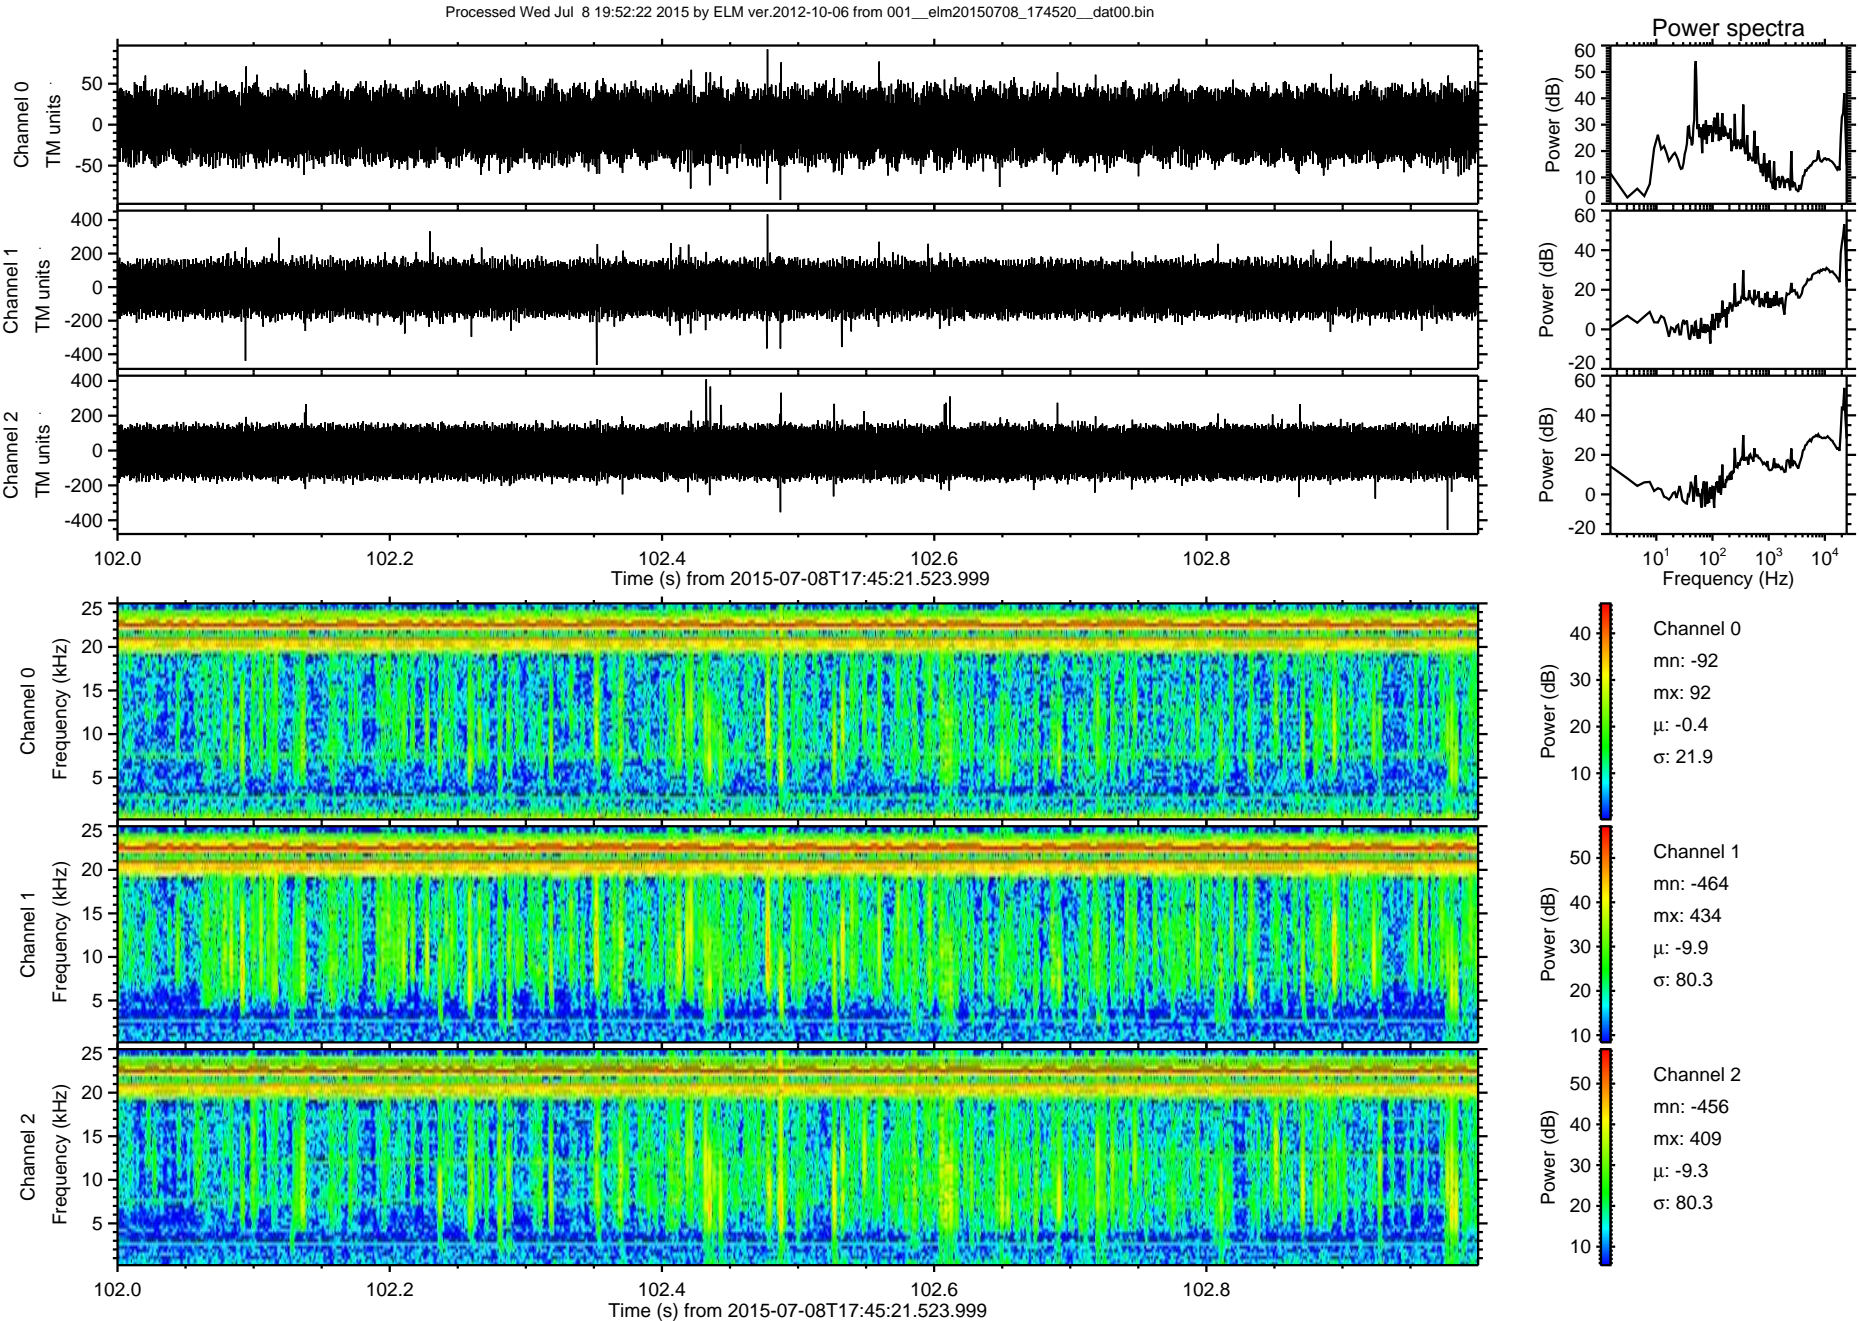 Processed Wed Jul  8 19:52:22 2015 by ELM ver.2012-10-06 from 001__elm20150708_174520__dat00.bin
Power spectra
Channel 0
TM units
50
0
-50
Power (dB)
60
50
40
30
20
10
0
Channel 1
TM units
400
200
0
-200
-400
Power (dB)
60
40
20
0
-20
Channel 2
TM units
400
200
0
-200
-400
Power (dB)
60
40
20
0
-20
102.0 102.2 102.4 102.6 102.8
Time (s) from 2015-07-08T17:45:21.523.999
10^1 10^2 10^3 10^4
Frequency (Hz)
Channel 0
Frequency (kHz)
25
20
15
10
5
Power (dB)
40
30
20
10
Channel 0
mn: -92
mx: 92
μ: -0.4
σ: 21.9
Channel 1
Frequency (kHz)
25
20
15
10
5
Power (dB)
50
40
30
20
10
Channel 1
mn: -464
mx: 434
μ: -9.9
σ: 80.3
Channel 2
Frequency (kHz)
25
20
15
10
5
Power (dB)
50
40
30
20
10
Channel 2
mn: -456
mx: 409
μ: -9.3
σ: 80.3
102.0 102.2 102.4 102.6 102.8
Time (s) from 2015-07-08T17:45:21.523.999